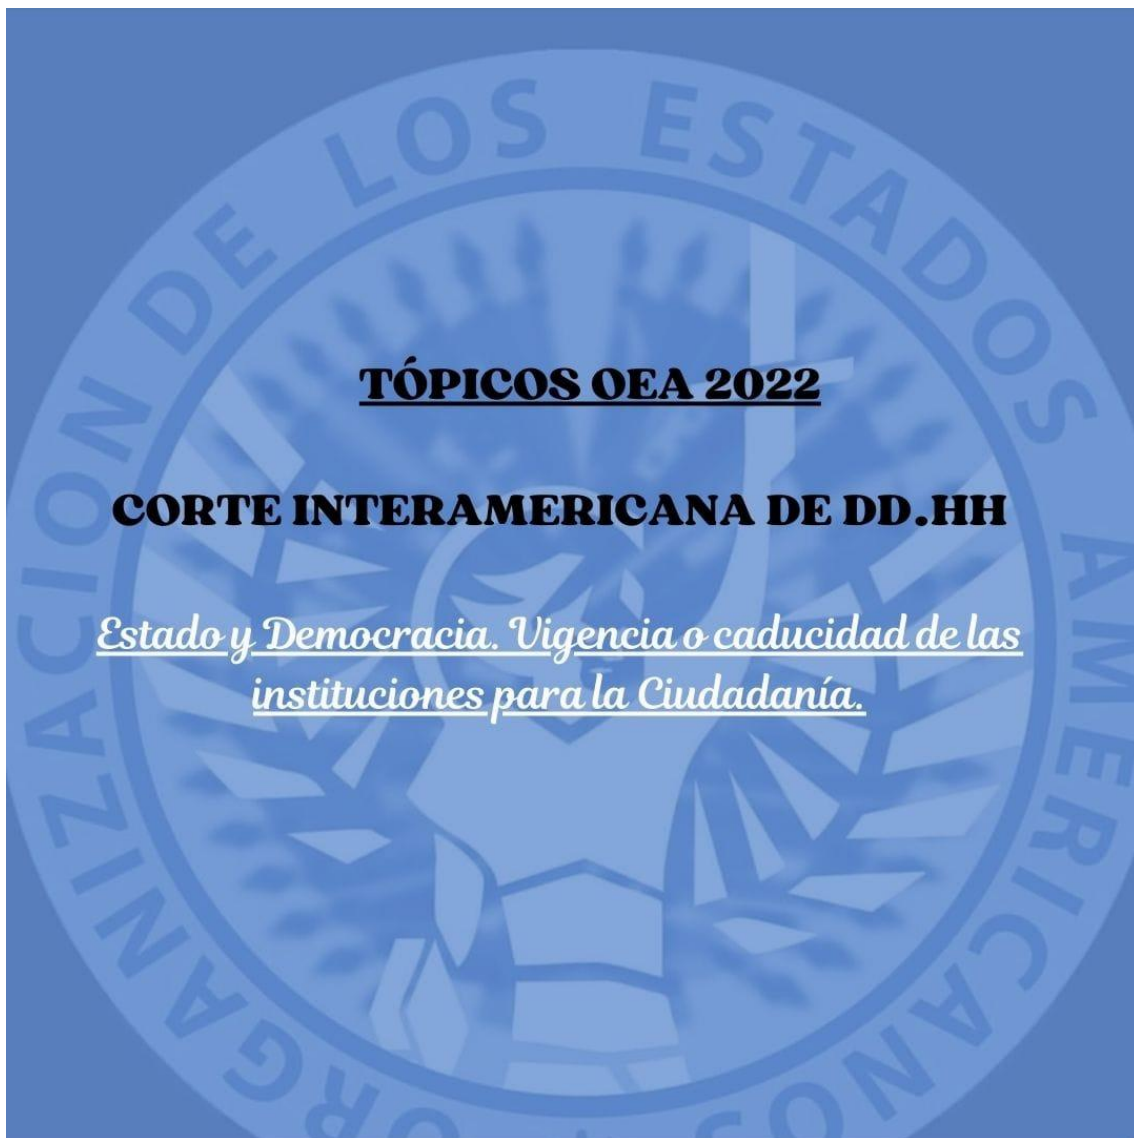 TÓPICOS OEA 2022
CORTE INTERAMERICANA DE DD.HH
Estado y Democracia. Vigencia o caducidad de las
instituciones para la Ciudadanía.
ORGANIZACION DE LOS ESTADOS AMERICANOS